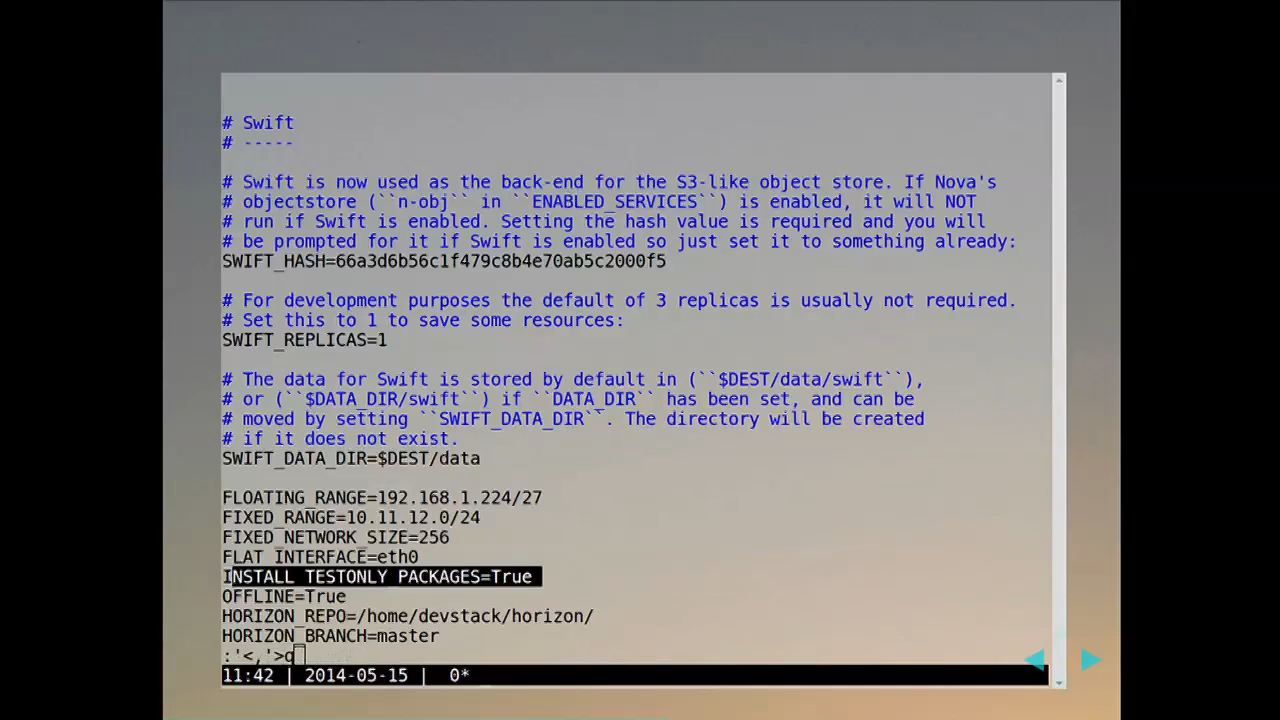 # Swift
# -----
# Swift is now used as the back-end for the S3-like object store. If Nova's
# objectstore (``n-obj`` in ``ENABLED_SERVICES``) is enabled, it will NOT
# run if Swift is enabled. Setting the hash value is required and you will
# be prompted for it if Swift is enabled so just set it to something already:
SWIFT_HASH=66a3d6b56c1f479c8b4e70ab5c2000f5
# For development purposes the default of 3 replicas is usually not required.
# Set this to 1 to save some resources:
SWIFT_REPLICAS=1
# The data for Swift is stored by default in (``$DEST/data/swift``),
# or (``$DATA_DIR/swift``) if ``DATA_DIR`` has been set, and can be
# moved by setting ``SWIFT_DATA_DIR``. The directory will be created
# if it does not exist.
SWIFT_DATA_DIR=$DEST/data
FLOATING_RANGE=192.168.1.224/27
FIXED_RANGE=10.11.12.0/24
FIXED_NETWORK_SIZE=256
FLAT_INTERFACE=eth0
INSTALL_TESTONLY_PACKAGES=True
OFFLINE=True
HORIZON_REPO=/home/devstack/horizon/
HORIZON_BRANCH=master
:'<,'>q
11:42 | 2014-05-15 |  0*